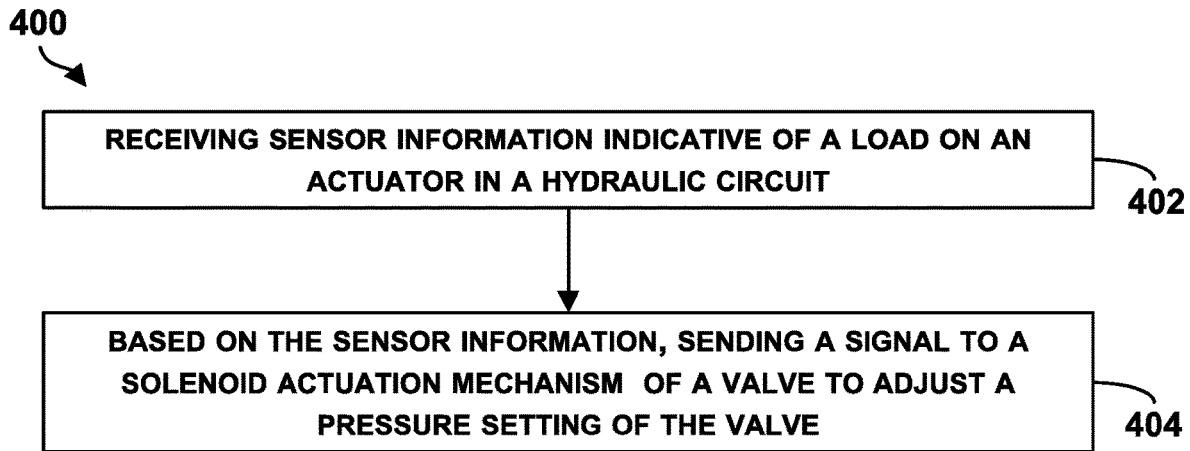 400
RECEIVING SENSOR INFORMATION INDICATIVE OF A LOAD ON AN
ACTUATOR IN A HYDRAULIC CIRCUIT
402
BASED ON THE SENSOR INFORMATION, SENDING A SIGNAL TO A
SOLENOID ACTUATION MECHANISM OF A VALVE TO ADJUST A
PRESSURE SETTING OF THE VALVE
404